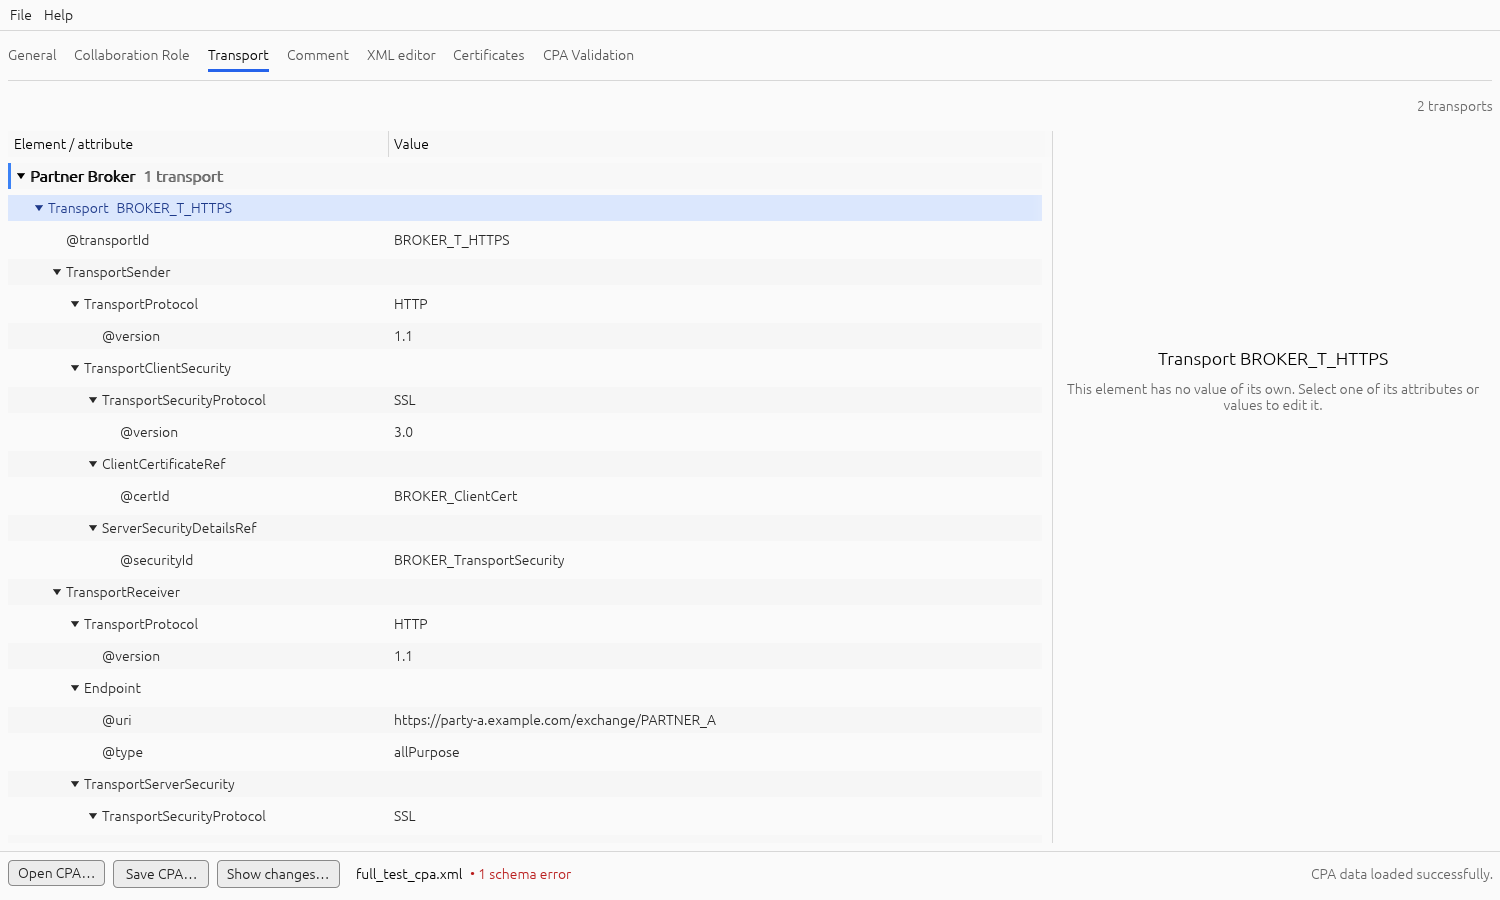 File Help
General Collaboration Role Transport Comment XML editor Certificates CPA Validation
2 transports
Element / attribute Value
Partner Broker 1 transport
Transport BROKER_T_HTTPS
@transportId BROKER_T_HTTPS
TransportSender
TransportProtocol HTTP
@version 1.1
TransportClientSecurity
TransportSecurityProtocol SSL
@version 3.0
ClientCertificateRef
@certId BROKER_ClientCert
ServerSecurityDetailsRef
@securityId BROKER_TransportSecurity
TransportReceiver
TransportProtocol HTTP
@version 1.1
Endpoint
@uri https://party-a.example.com/exchange/PARTNER_A
@type allPurpose
TransportServerSecurity
TransportSecurityProtocol SSL
Transport BROKER_T_HTTPS
This element has no value of its own. Select one of its attributes or
values to edit it.
Open CPA... Save CPA... Show changes... full_test_cpa.xml • 1 schema error CPA data loaded successfully.